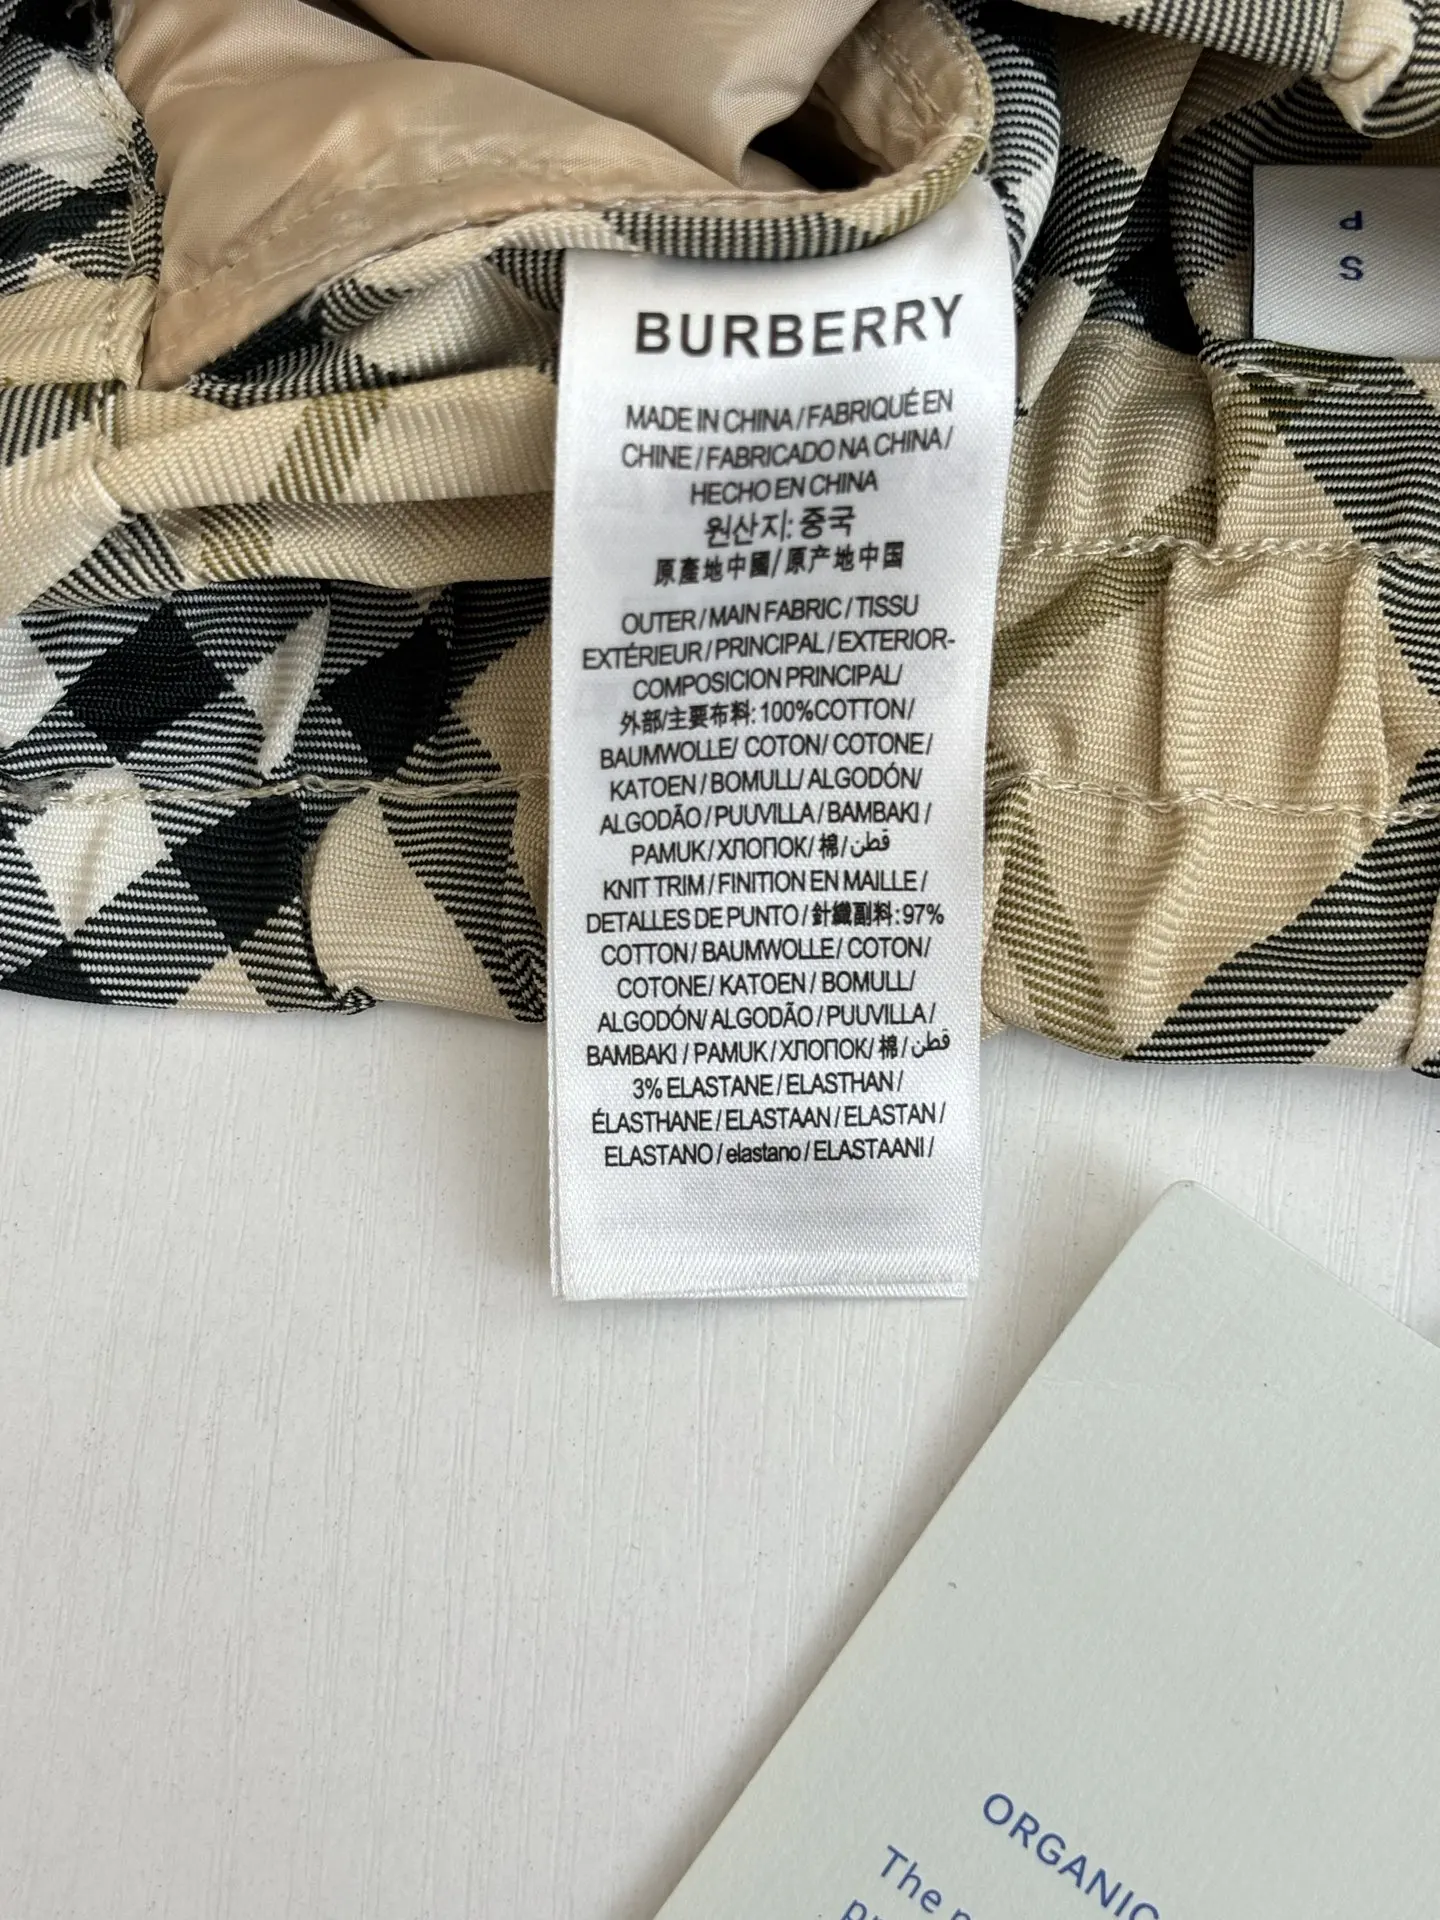 P
S
BURBERRY
MADE IN CHINA / FABRIQUÉ EN
CHINE / FABRICADO NA CHINA /
HECHO EN CHINA
원산지: 중국
原產地中國/ 原产地中国
OUTER / MAIN FABRIC / TISSU
EXTÉRIEUR / PRINCIPAL / EXTERIOR-
COMPOSICION PRINCIPAL/
外部/主要布料: 100%COTTON/
BAUMWOLLE/ COTON/ COTONE/
KATOEN / BOMULL/ ALGODÓN/
ALGODÃO / PUUVILLA / BAMBAKI /
PAMUK / ХЛОПОК/ 棉/ قطن
KNIT TRIM / FINITION EN MAILLE /
DETALLES DE PUNTO / 針織副料: 97%
COTTON / BAUMWOLLE / COTON/
COTONE/ KATOEN / BOMULL/
ALGODÓN/ ALGODÃO / PUUVILLA /
BAMBAKI / PAMUK / ХЛОПОК/ 棉 / قطن
3% ELASTANE / ELASTHAN /
ÉLASTHANE / ELASTAAN / ELASTAN /
ELASTANO / elastano / ELASTAANI /
ORGANIC
The